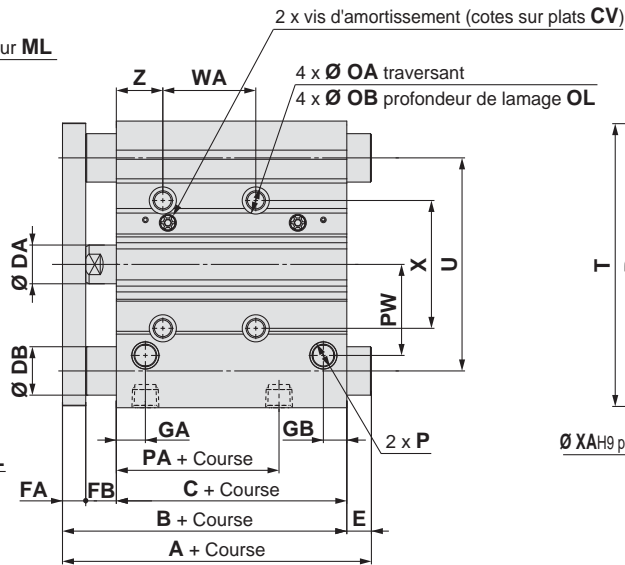 2 x vis d'amortissement (cotes sur plats CV)
ur ML
Z
WA
4 x Ø OA traversant
4 x Ø OB profondeur de lamage OL
Ø DA
X
U
T
PW
Ø DB
GA
GB
2 x P
Ø XAH9 p
PA + Course
FA
FB
C + Course
B + Course
E
A + Course